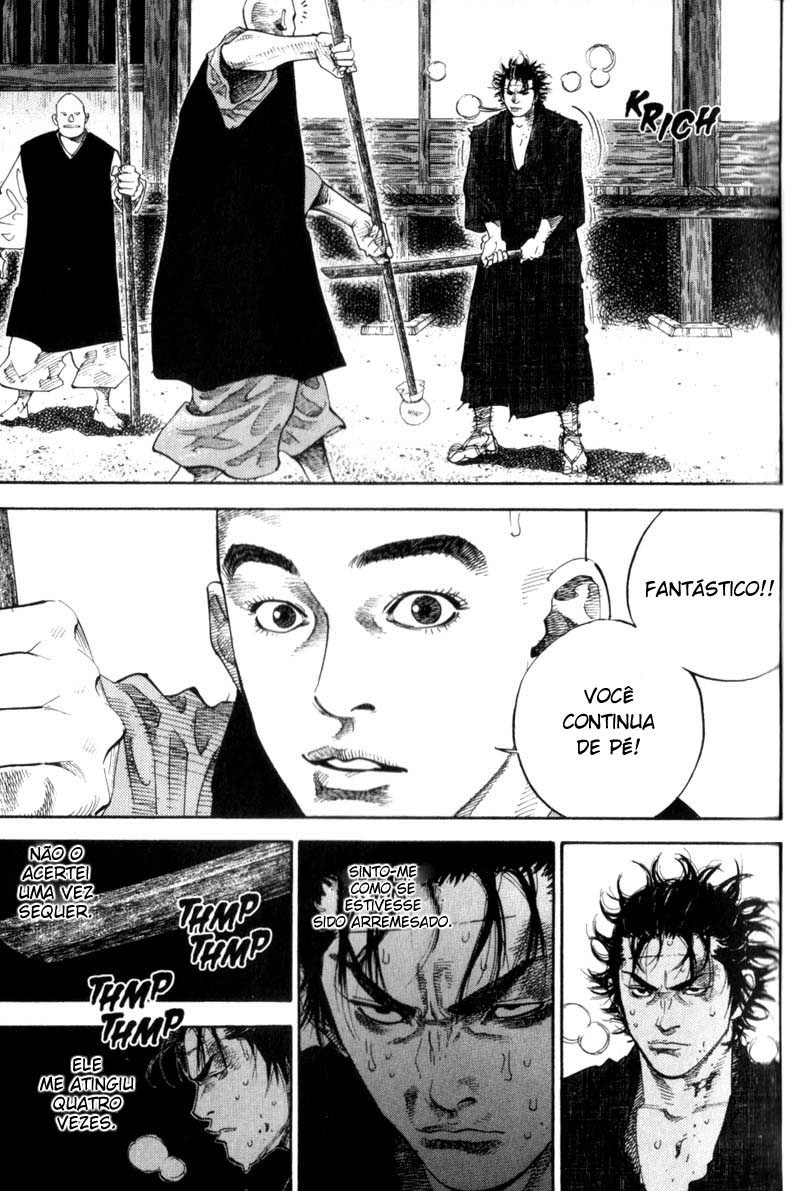 KRICH
FANTÁSTICO!!
VOCÊ
CONTINUA
DE PÉ!
SINTO-ME
COMO SE
ESTIVESSE
SIDO ARREMESADO.
NÃO O
ACERTEI
UMA VEZ
SEQUER.
THMP
THMP
THMP
THMP
ELE
ME ATINGIU
QUATRO
VEZES.